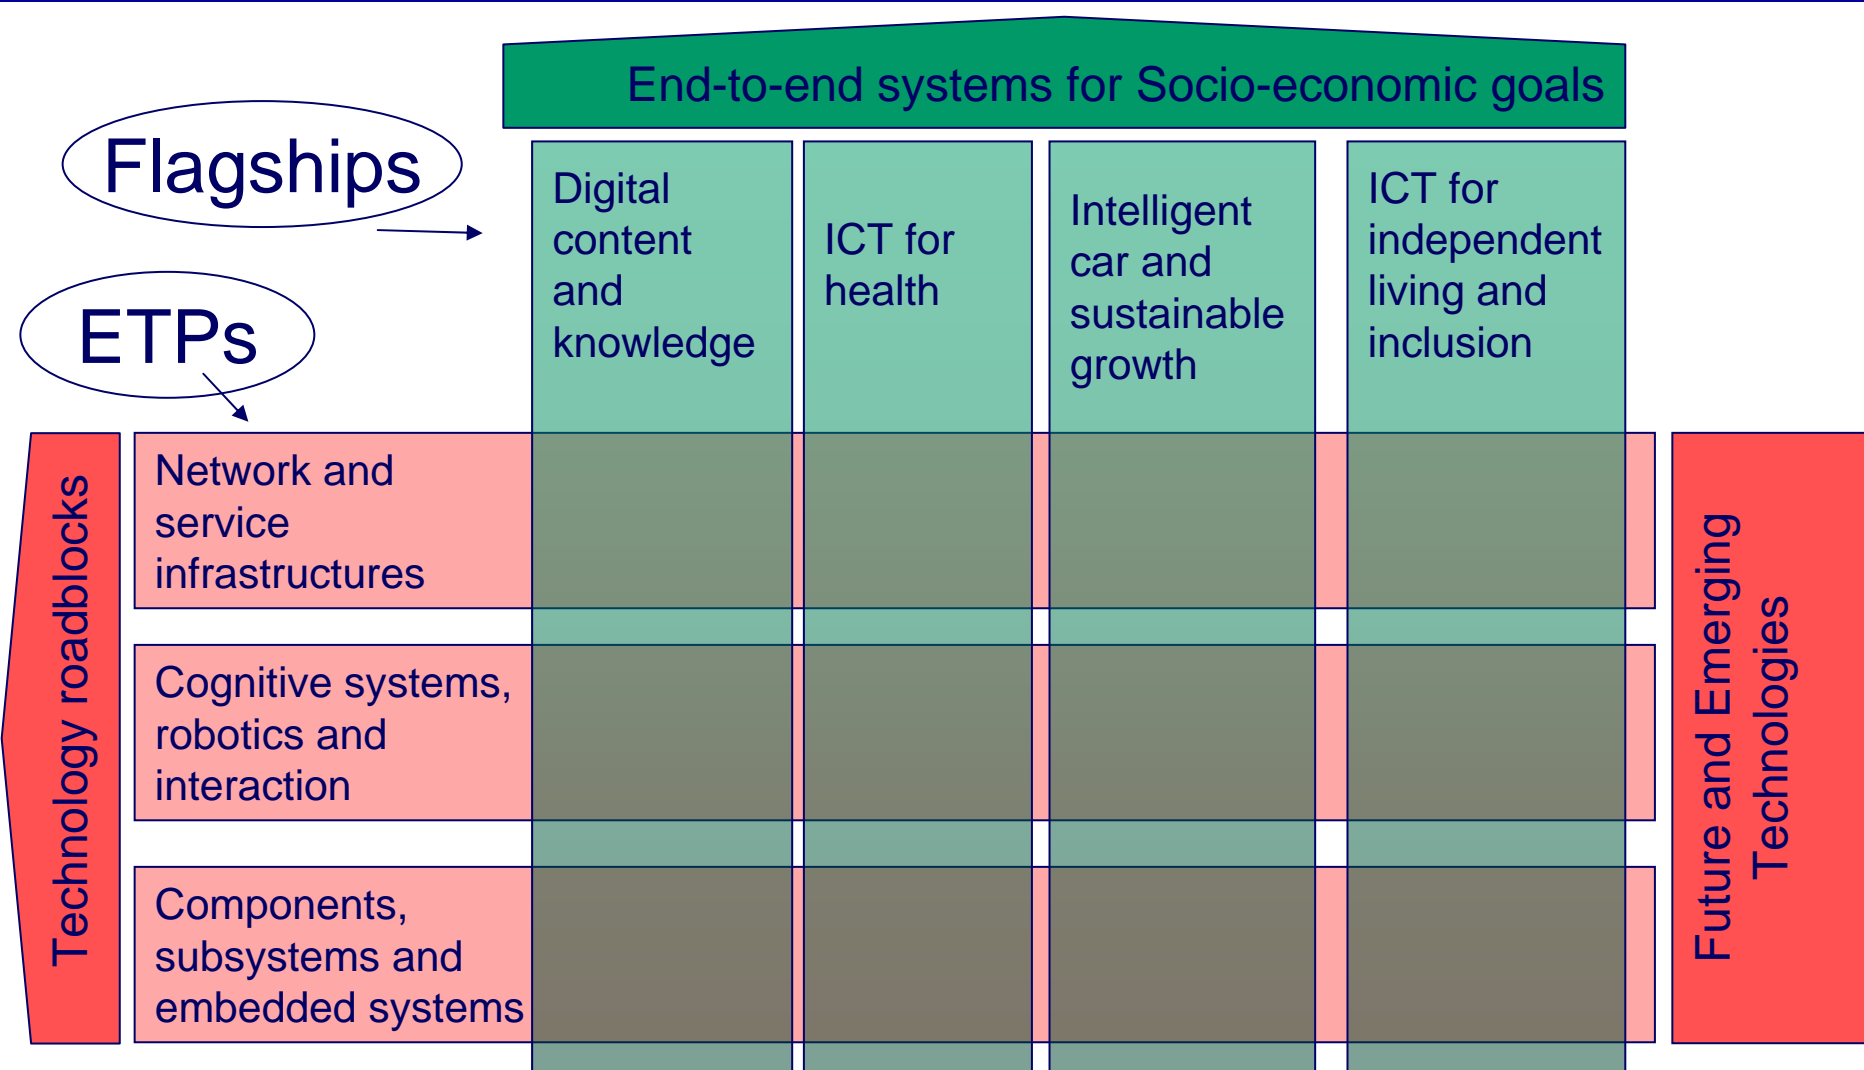 End-to-end systems for Socio-economic goals
Flagships
ETPs
Digital
content
and
knowledge
ICT for
health
Intelligent
car and
sustainable
growth
ICT for
independent
living and
inclusion
Technology roadblocks
Network and
service
infrastructures
Cognitive systems,
robotics and
interaction
Components,
subsystems and
embedded systems
Future and Emerging
Technologies